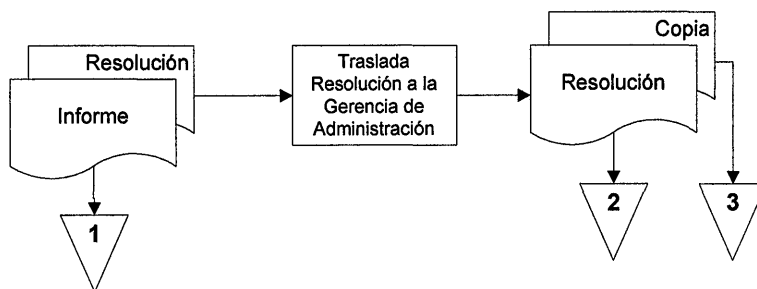 Resolución
Informe
1
Traslada
Resolución a la
Gerencia de
Administración
Copia
Resolución
2
3